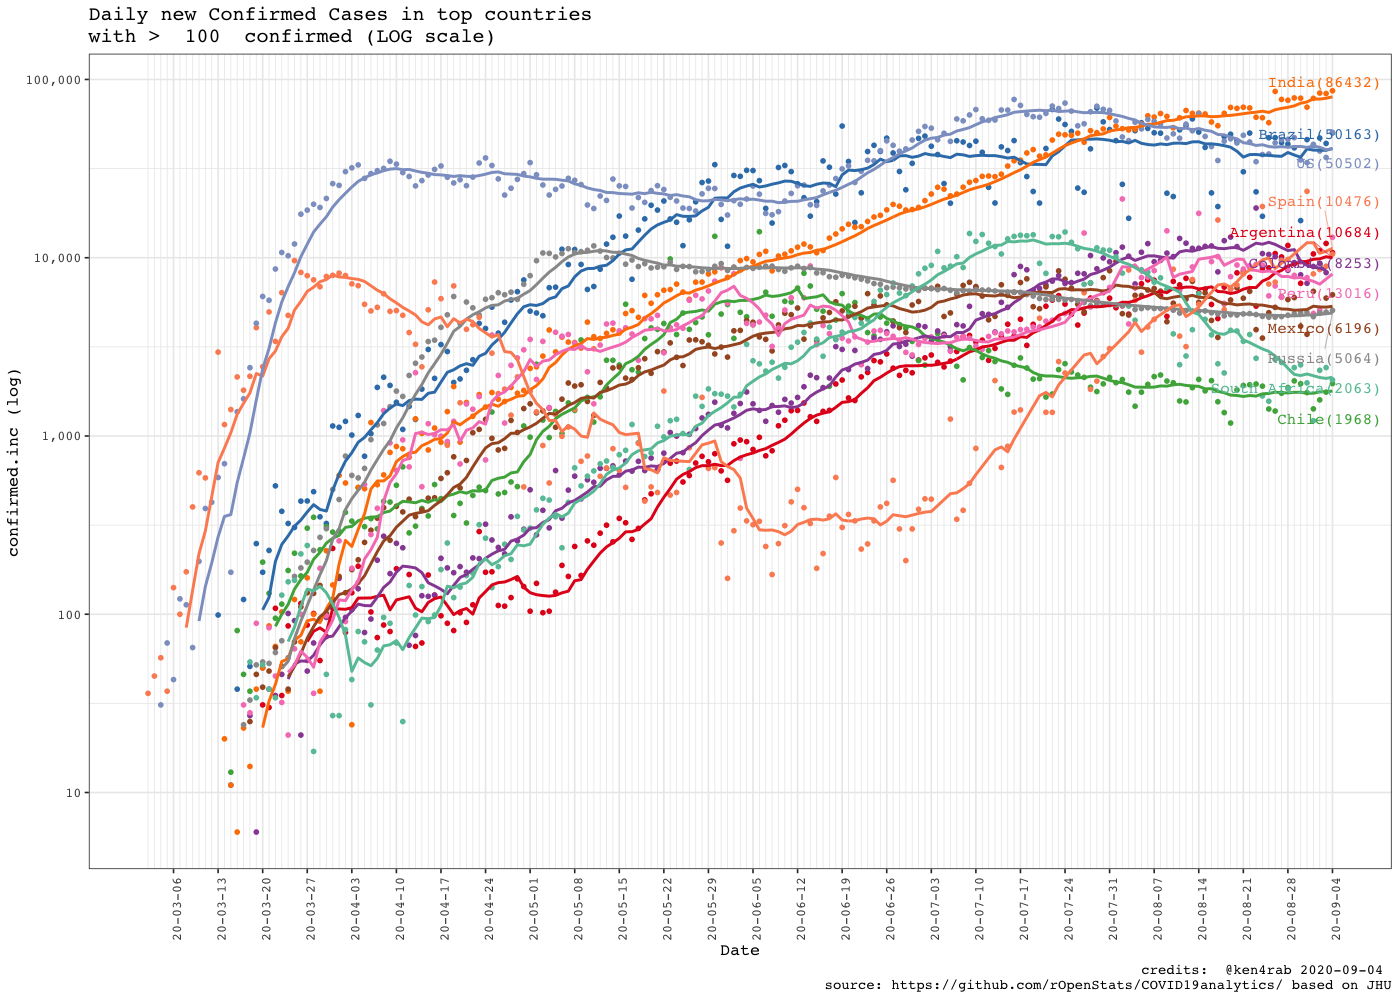 Daily new Confirmed Cases in top countries
with >  100  confirmed (LOG scale)
100,000
10,000
1,000
100
10
confirmed.inc (log)
India(86432)
Brazil(50163)
US(50502)
Spain(10476)
Argentina(10684)
Colombia(8253)
Peru(13016)
Mexico(6196)
Russia(5064)
South Africa(2063)
Chile(1968)
20-03-06
20-03-13
20-03-20
20-03-27
20-04-03
20-04-10
20-04-17
20-04-24
20-05-01
20-05-08
20-05-15
20-05-22
20-05-29
20-06-05
20-06-12
20-06-19
20-06-26
20-07-03
20-07-10
20-07-17
20-07-24
20-07-31
20-08-07
20-08-14
20-08-21
20-08-28
20-09-04
Date
credits:  @ken4rab 2020-09-04
source: https://github.com/rOpenStats/COVID19analytics/ based on JHU